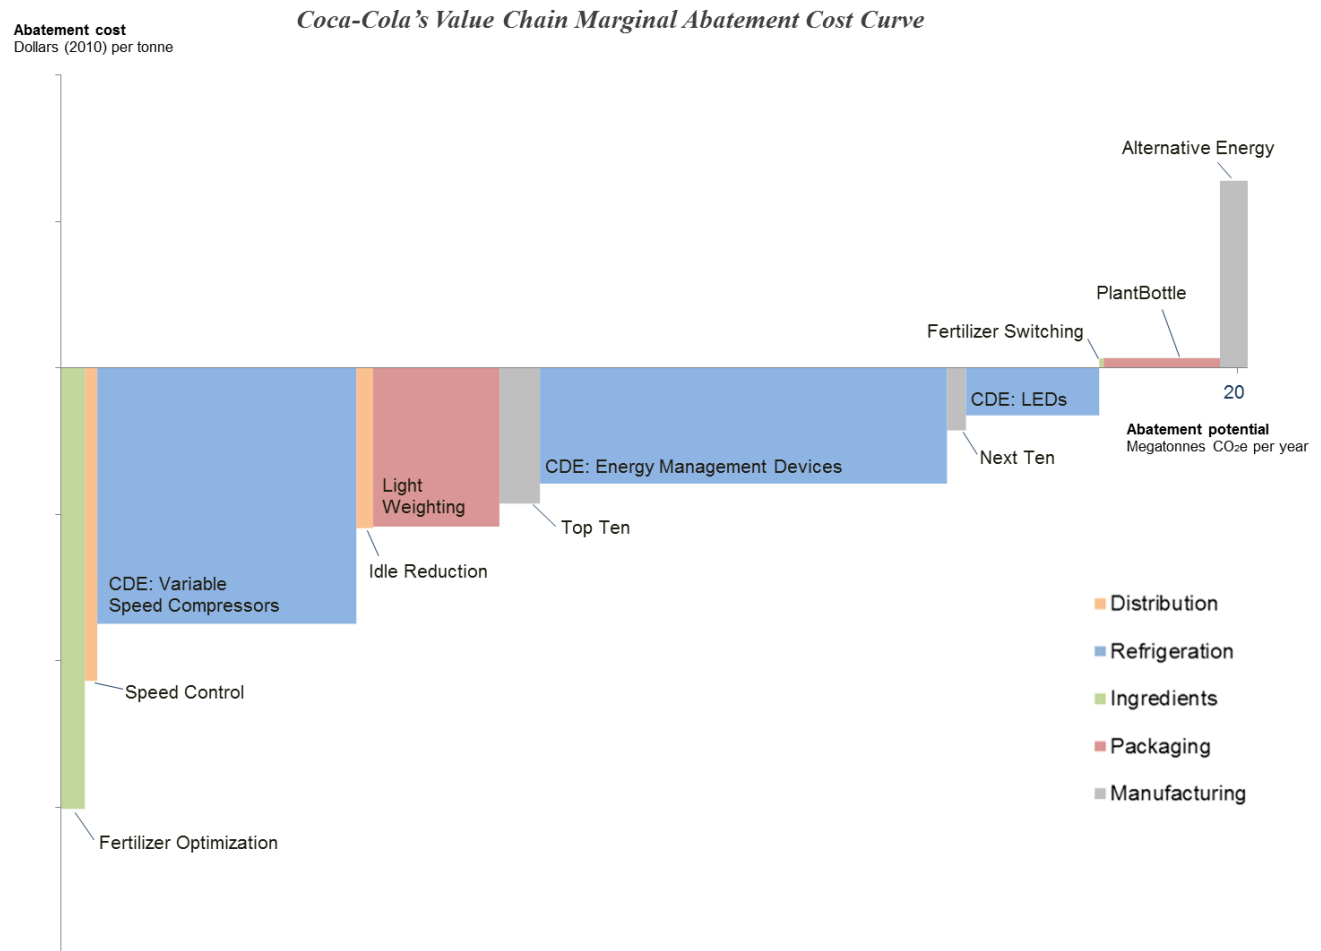 Coca-Cola's Value Chain Marginal Abatement Cost Curve
Abatement cost
Dollars (2010) per tonne
Alternative Energy
PlantBottle
Fertilizer Switching
20
CDE: LEDs
Abatement potential
Megatonnes CO2e per year
Next Ten
CDE: Energy Management Devices
Light
Weighting
Top Ten
Idle Reduction
CDE: Variable
Speed Compressors
Speed Control
Fertilizer Optimization
Distribution
Refrigeration
Ingredients
Packaging
Manufacturing